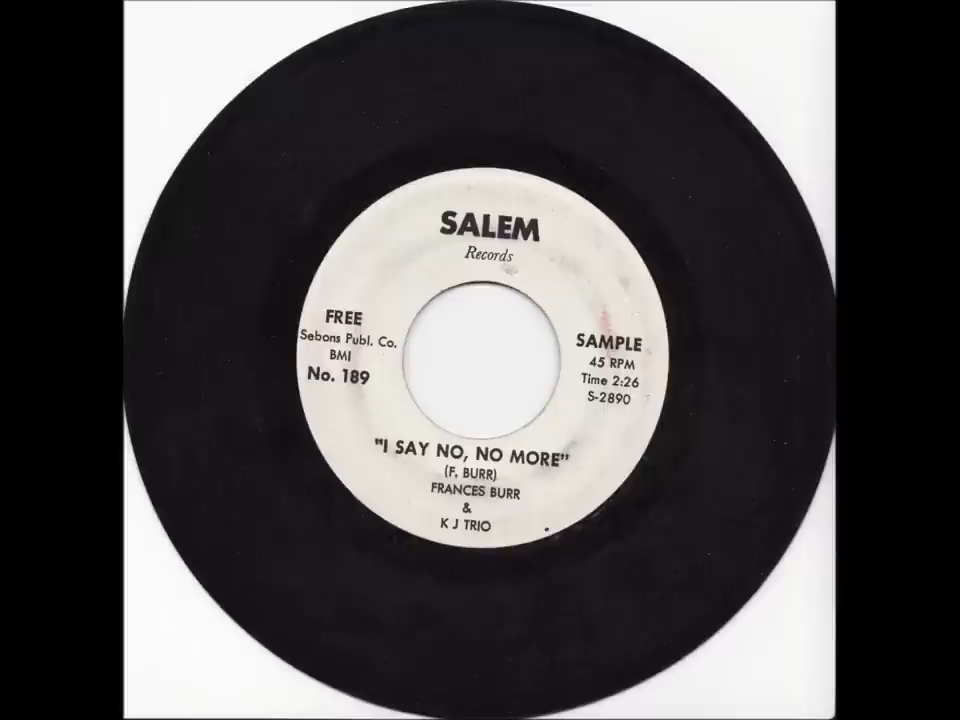 SALEM
Records
FREE
Sebons Publ. Co.
BMI
No. 189
SAMPLE
45 RPM
Time 2:26
S-2890
"I SAY NO, NO MORE"
(F. BURR)
FRANCES BURR
&
K J TRIO